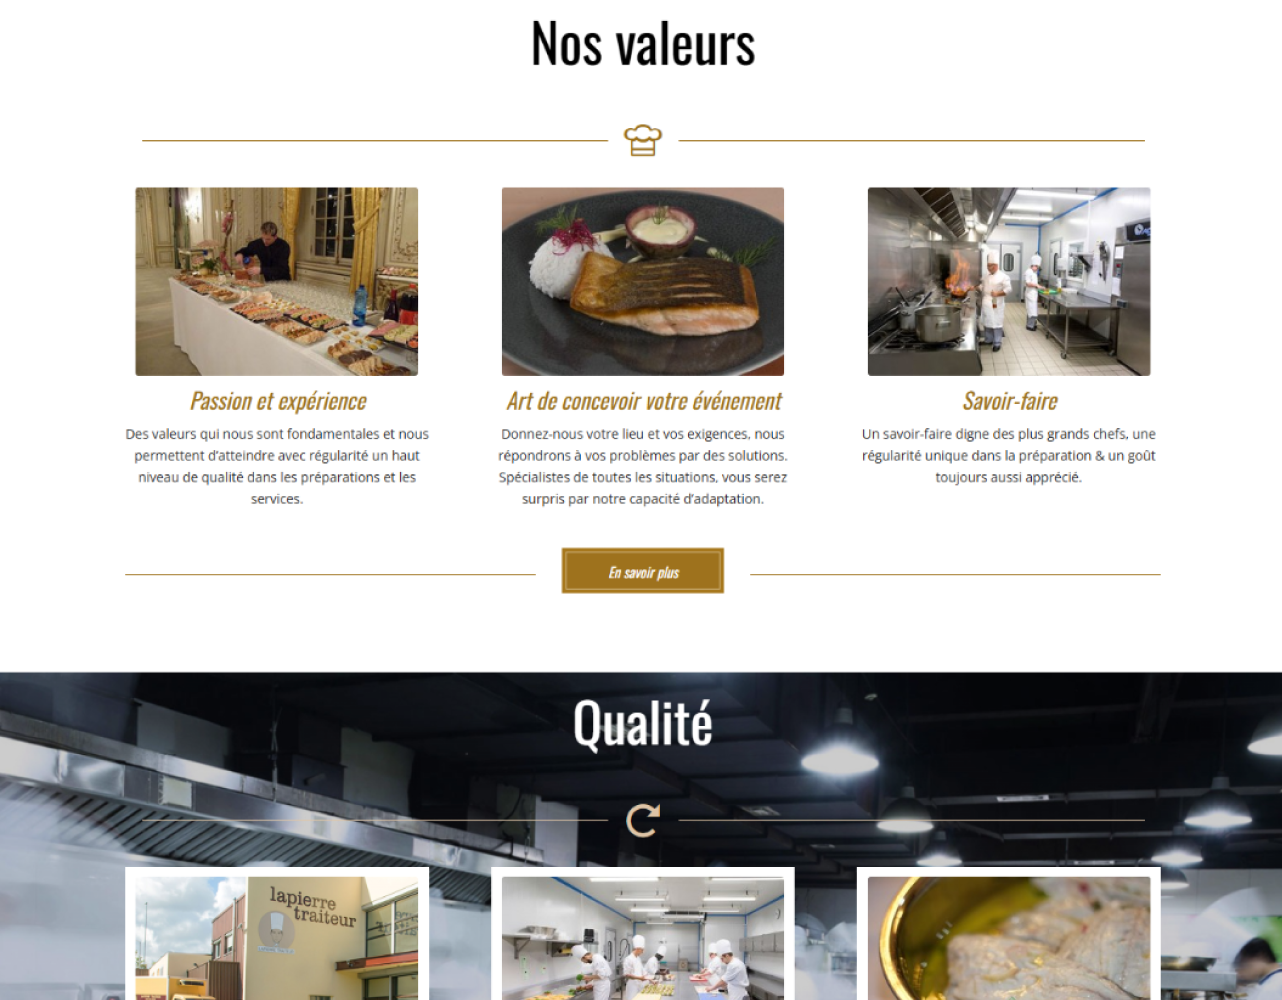 Nos valeurs
Passion et expérience
Des valeurs qui nous sont fondamentales et nous
permettent d'atteindre avec régularité un haut
niveau de qualité dans les préparations et les
services.
Art de concevoir votre événement
Donnez-nous votre lieu et vos exigences, nous
répondrons à vos problèmes par des solutions.
Spécialistes de toutes les situations, vous serez
surpris par notre capacité d'adaptation.
Savoir-faire
Un savoir-faire digne des plus grands chefs, une
régularité unique dans la préparation & un goût
toujours aussi apprécié.
En savoir plus
Qualité
lapierre
traiteur